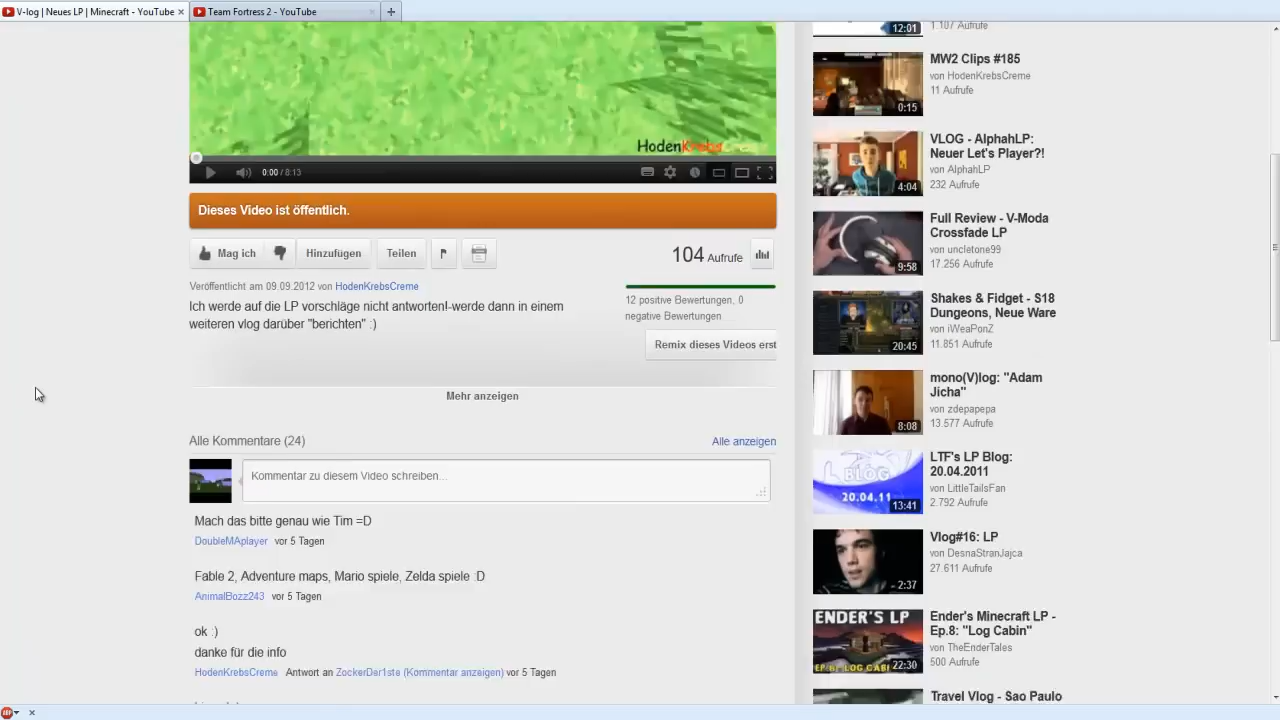 V-log | Neues LP | Minecraft - YouTube
Team Fortress 2 - YouTube
HodenKrebsCreme
0:00 / 8:13
Dieses Video ist öffentlich.
Mag ich
Hinzufügen
Teilen
104 Aufrufe
Veröffentlicht am 09.09.2012 von HodenKrebsCreme
Ich werde auf die LP vorschläge nicht antworten!-werde dann in einem
weiteren vlog darüber "berichten" :)
12 positive Bewertungen, 0
negative Bewertungen
Remix dieses Videos erst
Mehr anzeigen
Alle Kommentare (24)
Alle anzeigen
Kommentar zu diesem Video schreiben...
Mach das bitte genau wie Tim =D
DoubleMAplayer vor 5 Tagen
Fable 2, Adventure maps, Mario spiele, Zelda spiele :D
AnimalBozz243 vor 5 Tagen
ok :)
danke für die info
HodenKrebsCreme Antwort an ZockerDer1ste (Kommentar anzeigen) vor 5 Tagen
12:01
1.107 Aufrufe
0:15
MW2 Clips #185
von HodenKrebsCreme
11 Aufrufe
4:04
VLOG - AlphahLP:
Neuer Let's Player?!
von AlphahLP
232 Aufrufe
9:58
Full Review - V-Moda
Crossfade LP
von uncletone99
17.256 Aufrufe
20:45
Shakes & Fidget - S18
Dungeons, Neue Ware
von iWeaPonZ
11.851 Aufrufe
8:08
mono(V)log: "Adam
Jicha"
von zdepapepa
13.577 Aufrufe
BLOG
20.04.11
13:41
LTF's LP Blog:
20.04.2011
von LittleTailsFan
2.792 Aufrufe
2:37
Vlog#16: LP
von DesnaStranJajca
27.611 Aufrufe
ENDER'S LP
EP.8: LOG CABI
22:30
Ender's Minecraft LP -
Ep.8: "Log Cabin"
von TheEnderTales
500 Aufrufe
Travel Vlog - Sao Paulo
ABP